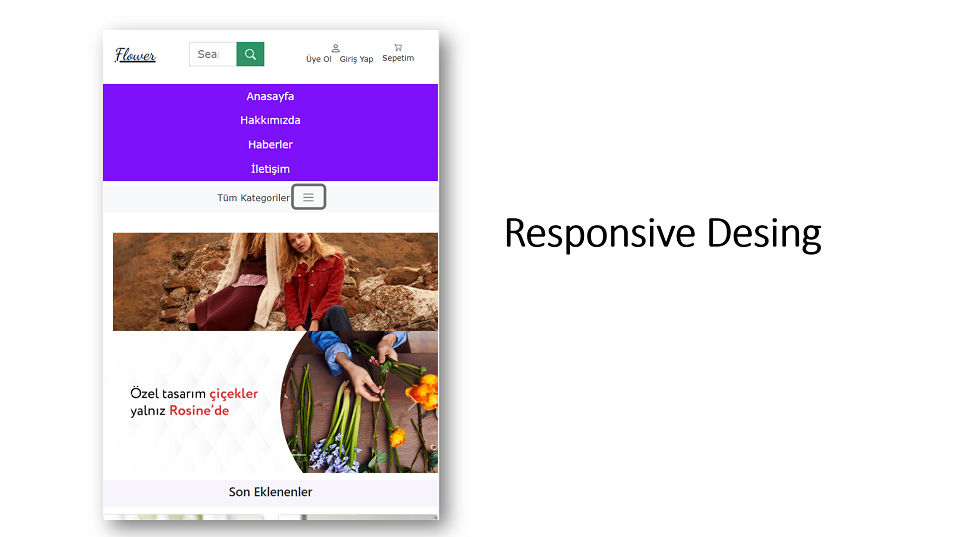 Flower
Sea
Üye Ol Giriş Yap Sepetim
Anasayfa
Hakkımızda
Haberler
İletişim
Tüm Kategoriler
Özel tasarım çiçekler
yalnız Rosine'de
Son Eklenenler
Responsive Desing